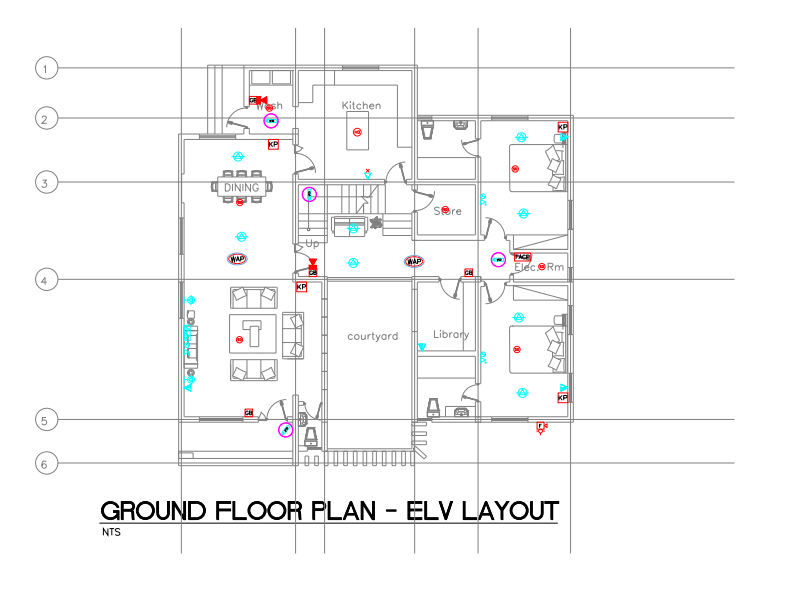 1
GB
Wash
Kitchen
2
KP
KP
3
DINING
Store
Up
WAP
WAP
FACP
GB
GB
Elec. Rm
4
KP
courtyard
Library
KP
GB
5
F
6
GROUND FLOOR PLAN - ELV LAYOUT
NTS